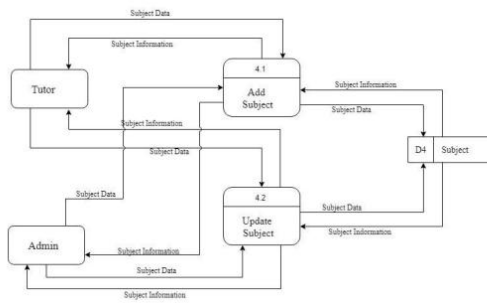 Subject Data
Subject Information
4.1
Add
Subject
Tutor
Subject Information
Subject Data
Subject Information
D4
Subject
Subject Data
Subject Data
4.2
Update
Subject
Subject Data
Admin
Subject Information
Subject Information
Subject Data
Subject Information